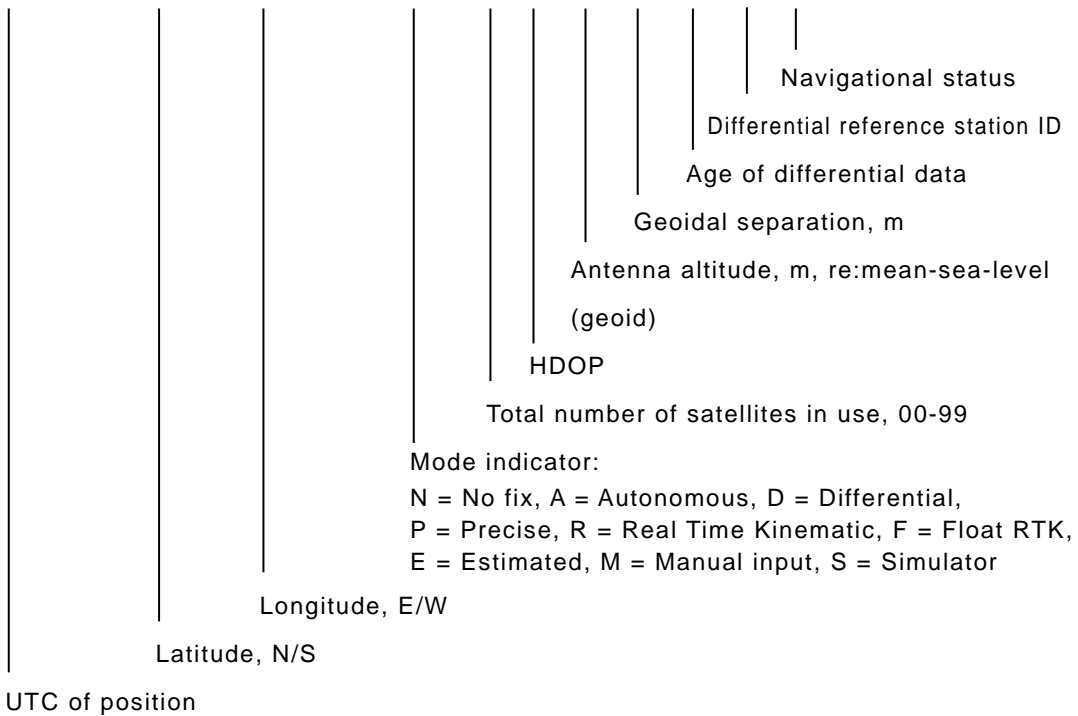 Navigational status
Differential reference station ID
Age of differential data
Geoidal separation, m
Antenna altitude, m, re:mean-sea-level
(geoid)
HDOP
Total number of satellites in use, 00-99
Mode indicator:
N = No fix, A = Autonomous, D = Differential,
P = Precise, R = Real Time Kinematic, F = Float RTK,
E = Estimated, M = Manual input, S = Simulator
Longitude, E/W
Latitude, N/S
UTC of position